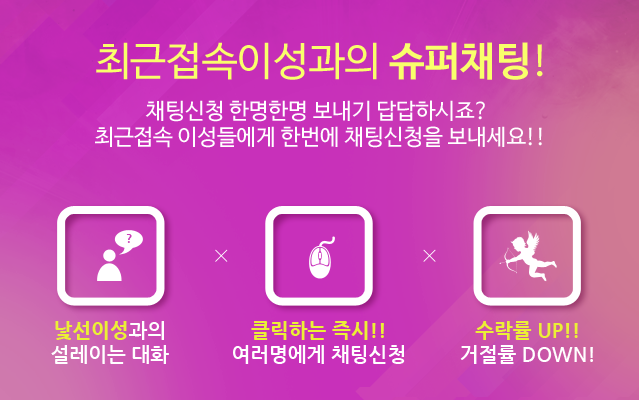 최근접속이성과의 슈퍼채팅!
채팅신청 한명한명 보내기 답답하시죠?
최근접속 이성들에게 한번에 채팅신청을 보내세요!!
?
× ×
낯선이성과의
설레이는 대화
클릭하는 즉시!!
여러명에게 채팅신청
수락률 UP!!
거절률 DOWN!